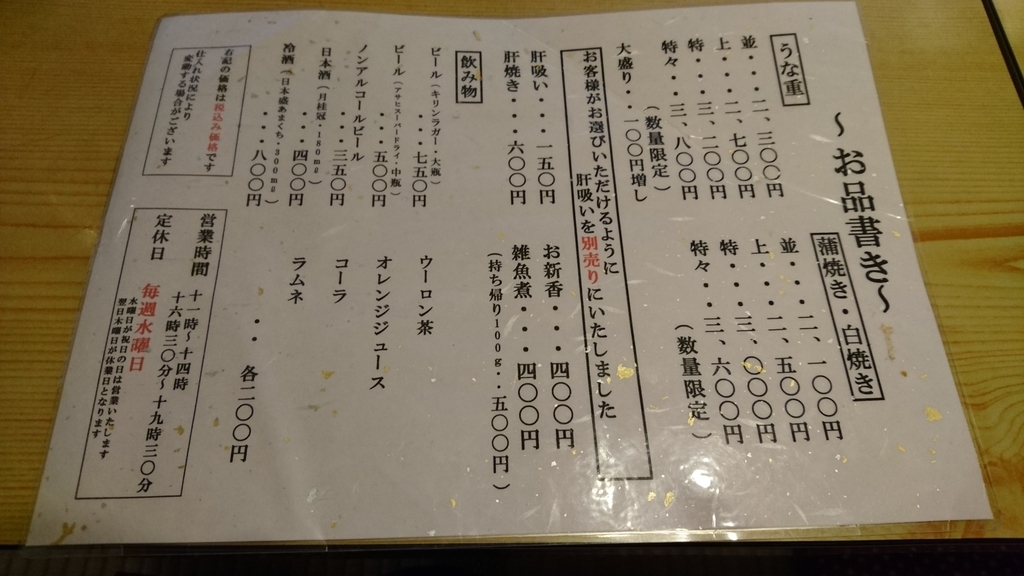 ～お品書き～
うな重
並・・二、三〇〇円
上・・二、七〇〇円
特・・三、二〇〇円
特々・・三、八〇〇円
（数量限定）
大盛り・・一〇〇円増し
蒲焼き・白焼き
並・・二、一〇〇円
上・・・二、五〇〇円
特・・・三、〇〇〇円
特々・・三、六〇〇円
（数量限定）
お客様がお選びいただけるように
肝吸いを別売りにいたしました
肝吸い・・一五〇円
肝焼き・・・六〇〇円
お新香・・・四〇〇円
雑魚煮・・・四〇〇円
（持ち帰り100g・・五〇〇円）
飲み物
ビール（キリンラガー・大瓶）
・・・七五〇円
ビール（アサヒスーパードライ・中瓶）
・・・五〇〇円
ノンアルコールビール
・・・三五〇円
日本酒（月桂冠・180ml）
・・・四〇〇円
冷酒（日本盛あまくち・300ml）
・・・八〇〇円
ウーロン茶
オレンジジュース
コーラ
ラムネ
・・各二〇〇円
右記の価格は税込み価格です
仕入れ状況により
変動する場合がございます
営業時間 十一時～十四時
十六時三〇分～十九時三〇分
定休日 毎週水曜日
水曜日が祝日の日は営業いたします
翌日木曜日が休業日となります